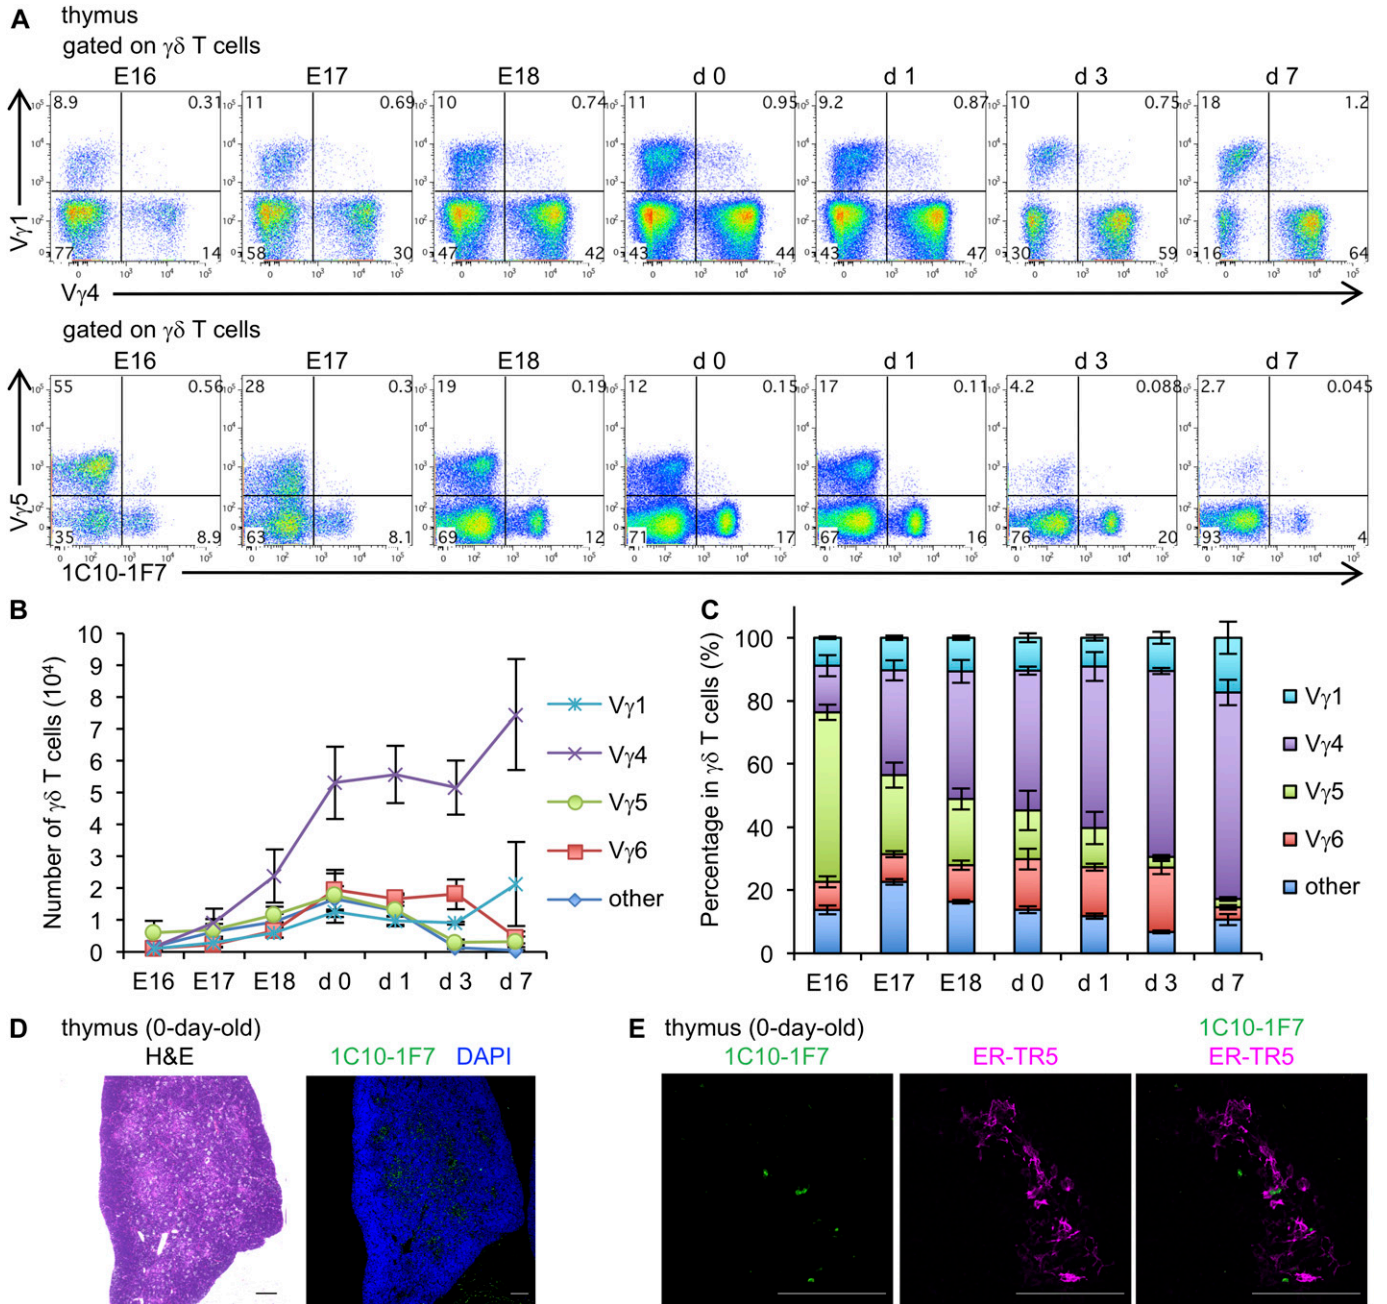 A thymus
gated on γδ T cells
E16 E17 E18 d 0 d 1 d 3 d 7
8.9 0.31 11 0.69 10 0.74 11 0.95 9.2 0.87 10 0.75 18 1.2
Vγ1
77 14 58 30 47 42 43 44 43 47 30 59 16 64
Vγ4
gated on γδ T cells
E16 E17 E18 d 0 d 1 d 3 d 7
55 0.56 28 0.3 19 0.19 12 0.15 17 0.11 4.2 0.088 2.7 0.045
Vγ5
35 8.9 63 8.1 69 12 71 17 67 16 76 20 93 4
1C10-1F7
B
Number of γδ T cells (10⁴)
10
9
8
7
6
5
4
3
2
1
0
E16 E17 E18 d 0 d 1 d 3 d 7
Vγ1
Vγ4
Vγ5
Vγ6
other
C
Percentage in γδ T cells (%)
100
80
60
40
20
0
E16 E17 E18 d 0 d 1 d 3 d 7
Vγ1
Vγ4
Vγ5
Vγ6
other
D thymus (0-day-old)
H&E 1C10-1F7 DAPI
E thymus (0-day-old)
1C10-1F7 ER-TR5 1C10-1F7
ER-TR5